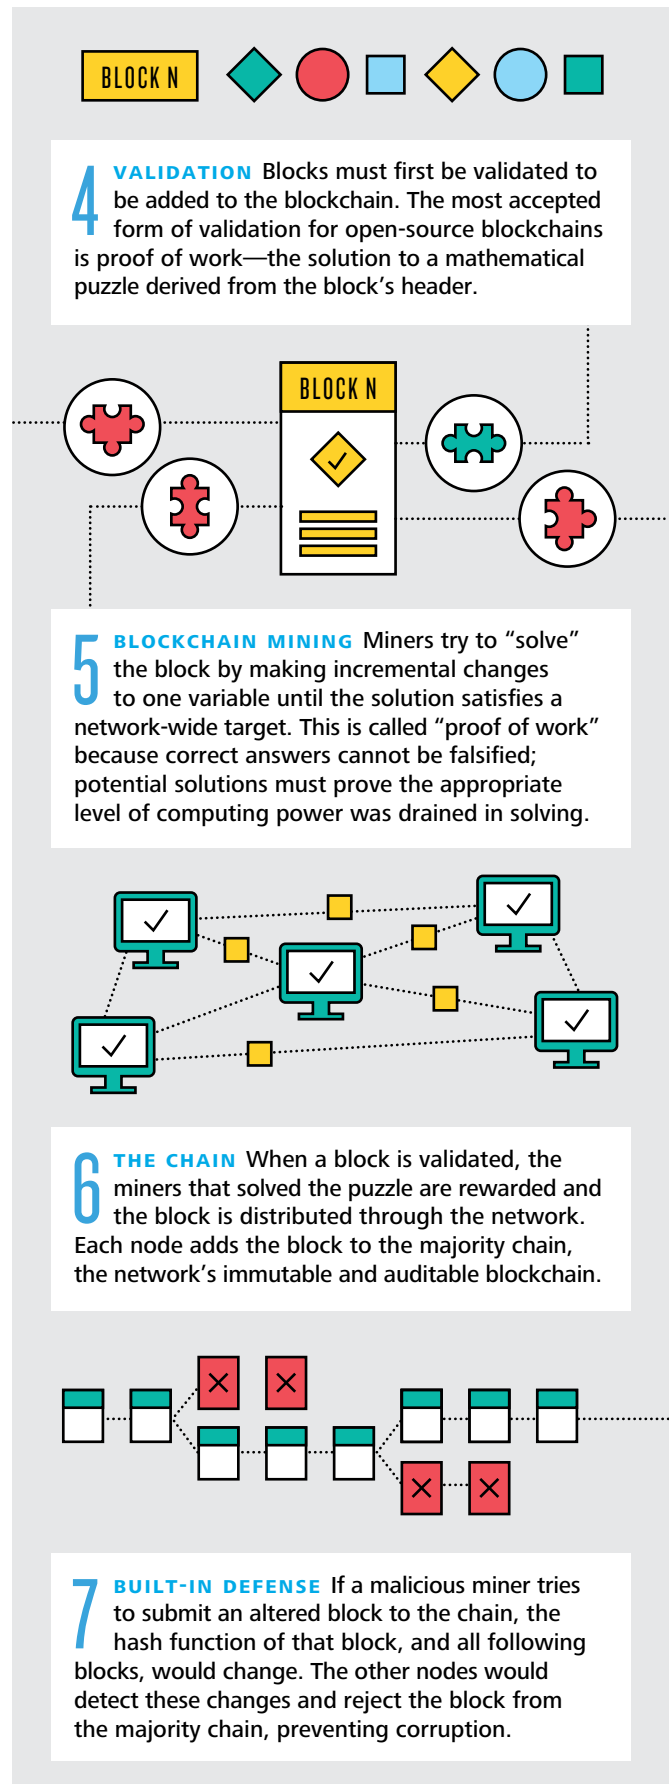 BLOCK N
4 VALIDATION Blocks must first be validated to
be added to the blockchain. The most accepted
form of validation for open-source blockchains
is proof of work—the solution to a mathematical
puzzle derived from the block’s header.
BLOCK N
5 BLOCKCHAIN MINING Miners try to “solve”
the block by making incremental changes
to one variable until the solution satisfies a
network-wide target. This is called “proof of work”
because correct answers cannot be falsified;
potential solutions must prove the appropriate
level of computing power was drained in solving.
6 THE CHAIN When a block is validated, the
miners that solved the puzzle are rewarded and
the block is distributed through the network.
Each node adds the block to the majority chain,
the network’s immutable and auditable blockchain.
7 BUILT-IN DEFENSE If a malicious miner tries
to submit an altered block to the chain, the
hash function of that block, and all following
blocks, would change. The other nodes would
detect these changes and reject the block from
the majority chain, preventing corruption.